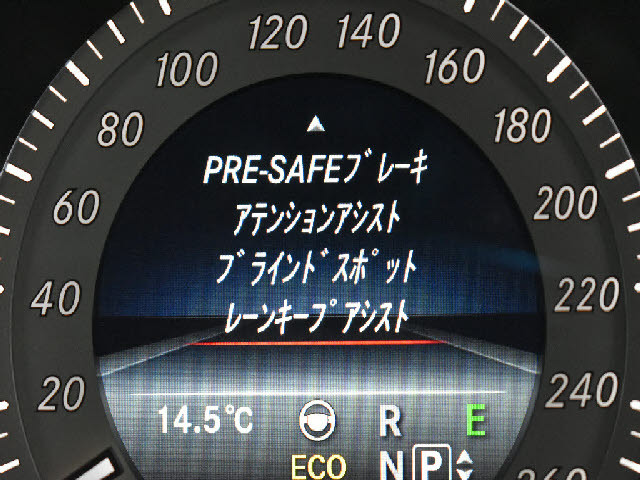 120 140
100 160
80 180
PRE-SAFEブレーキ
60 アテンションアシスト 200
ブラインドスポット
40 レーンキープアシスト 220
20 240
14.5℃ R E
ECO N P 260